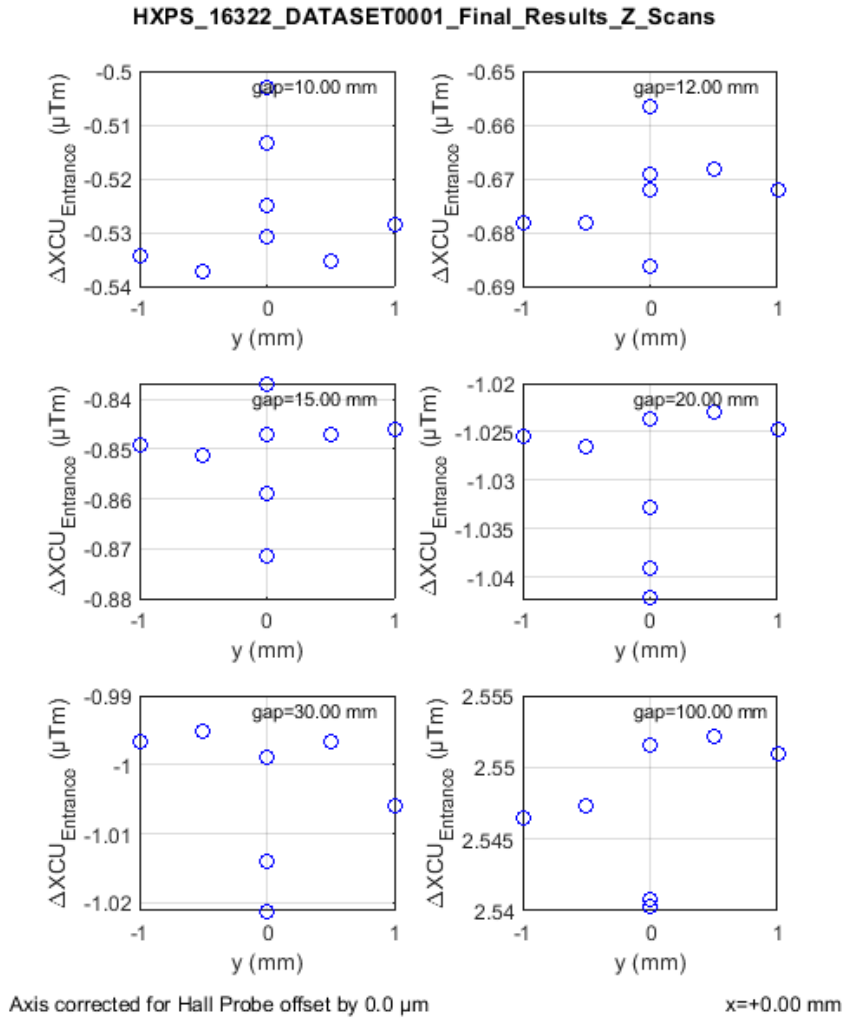 HXPS_16322_DATASET0001_Final_Results_Z_Scans
gap=10.00 mm
ΔXCU_Entrance (µTm)
-0.5
-0.51
-0.52
-0.53
-0.54
-1 0 1
y (mm)
gap=12.00 mm
ΔXCU_Entrance (µTm)
-0.65
-0.66
-0.67
-0.68
-0.69
-1 0 1
y (mm)
gap=15.00 mm
ΔXCU_Entrance (µTm)
-0.84
-0.85
-0.86
-0.87
-0.88
-1 0 1
y (mm)
gap=20.00 mm
ΔXCU_Entrance (µTm)
-1.02
-1.025
-1.03
-1.035
-1.04
-1 0 1
y (mm)
gap=30.00 mm
ΔXCU_Entrance (µTm)
-0.99
-1
-1.01
-1.02
-1 0 1
y (mm)
gap=100.00 mm
ΔXCU_Entrance (µTm)
2.555
2.55
2.545
2.54
-1 0 1
y (mm)
Axis corrected for Hall Probe offset by 0.0 µm
x=+0.00 mm